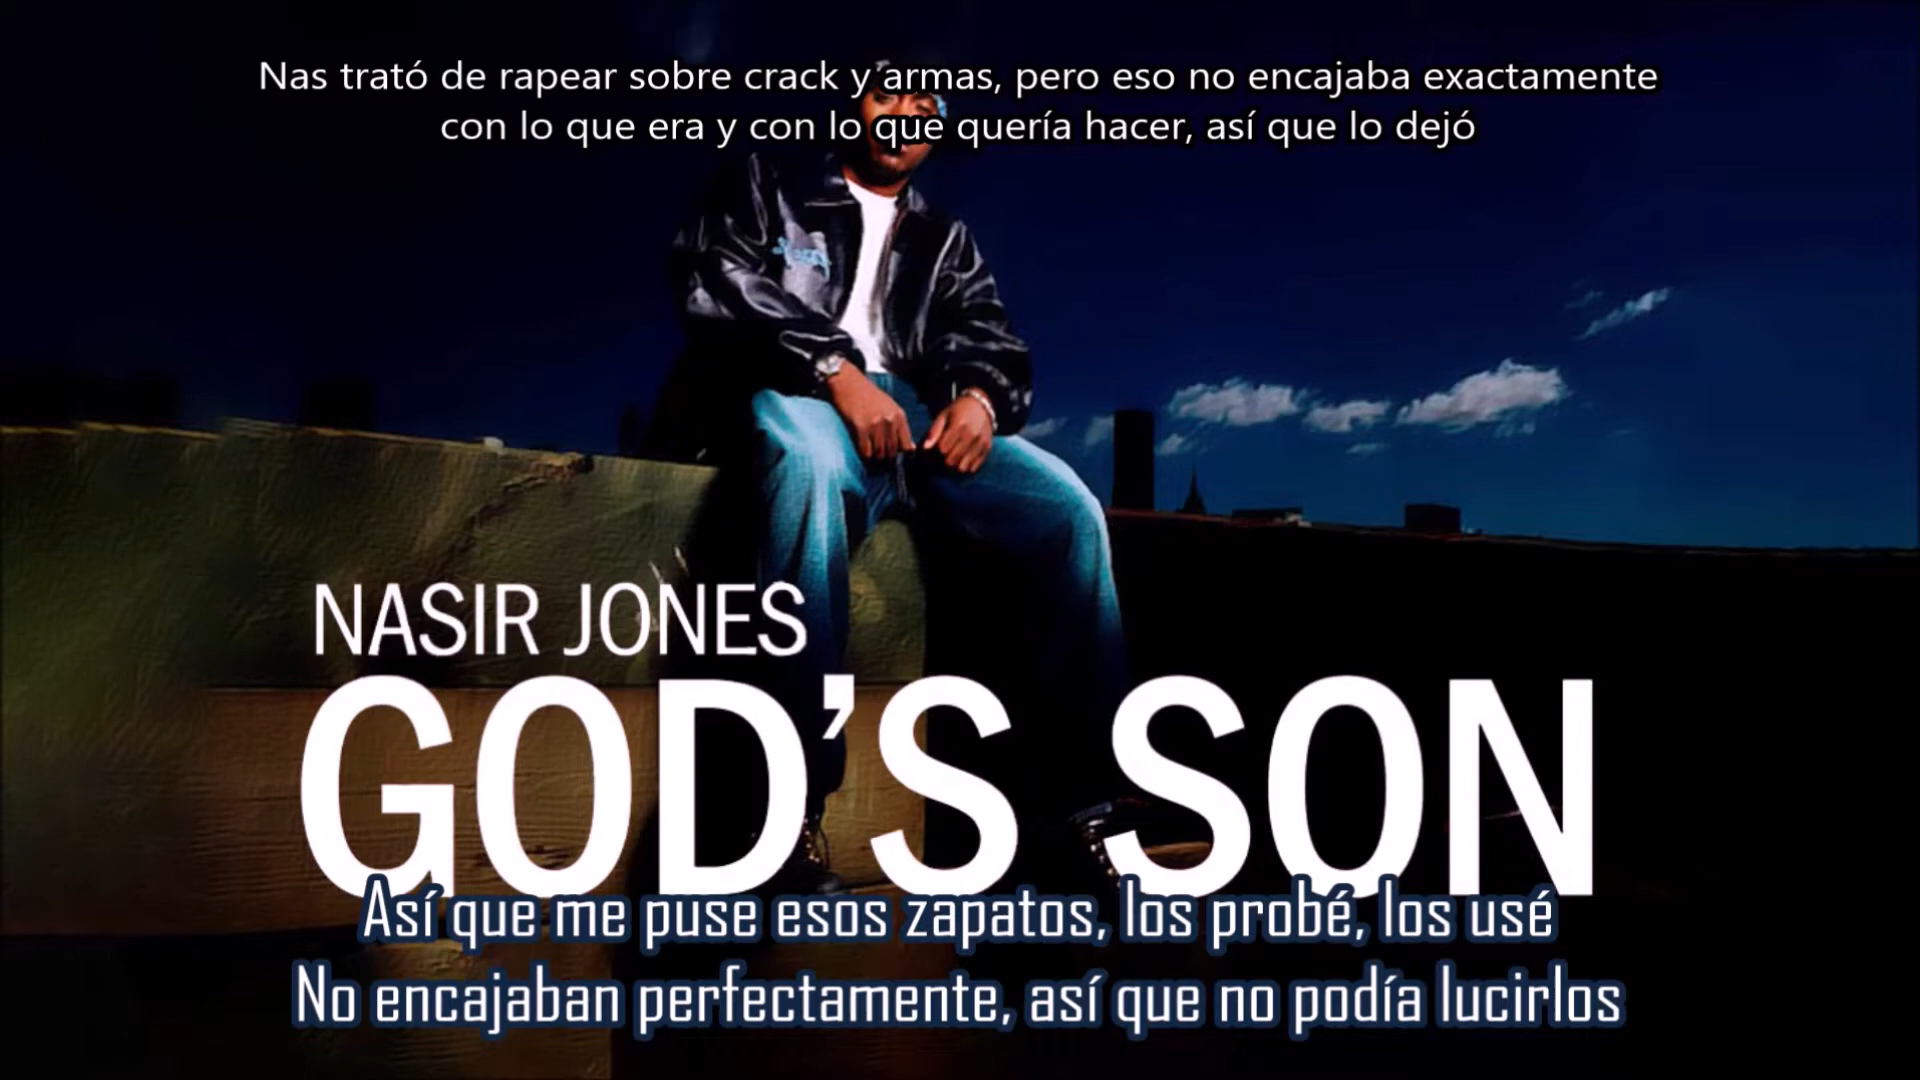 Nas trató de rapear sobre crack y armas, pero eso no encajaba exactamente
con lo que era y con lo que quería hacer, así que lo dejó
NASIR JONES
GOD'S SON
Así que me puse esos zapatos, los probé, los usé
No encajaban perfectamente, así que no podía lucirlos